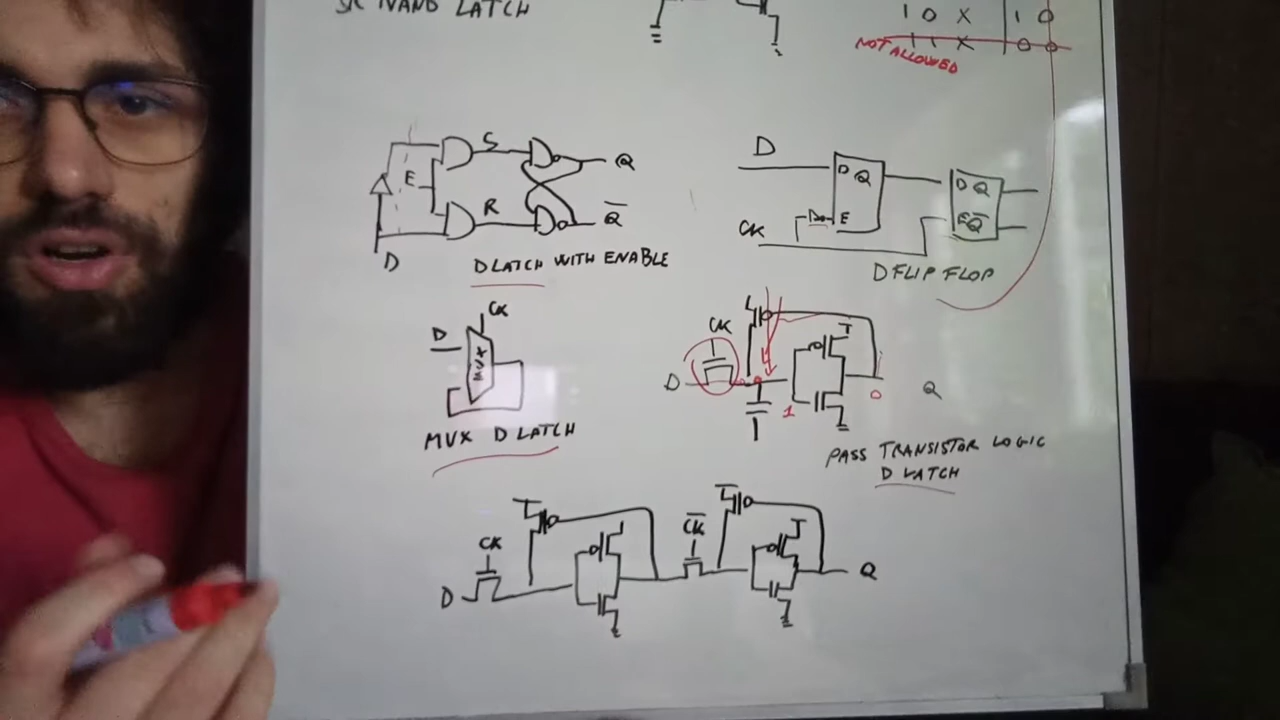 SR NAND LATCH
1 0 X 1 0
NOT ALLOWED 1 1 X 0 0
S
Q
E
R
Q̅
D
D LATCH WITH ENABLE
D
D Q
E
CK
D Q
E Q̅
D FLIP FLOP
CK
D
MUX
MUX D LATCH
CK
D
1
0
Q
PASS TRANSISTOR LOGIC
D LATCH
CK
D
C̅K̅
Q